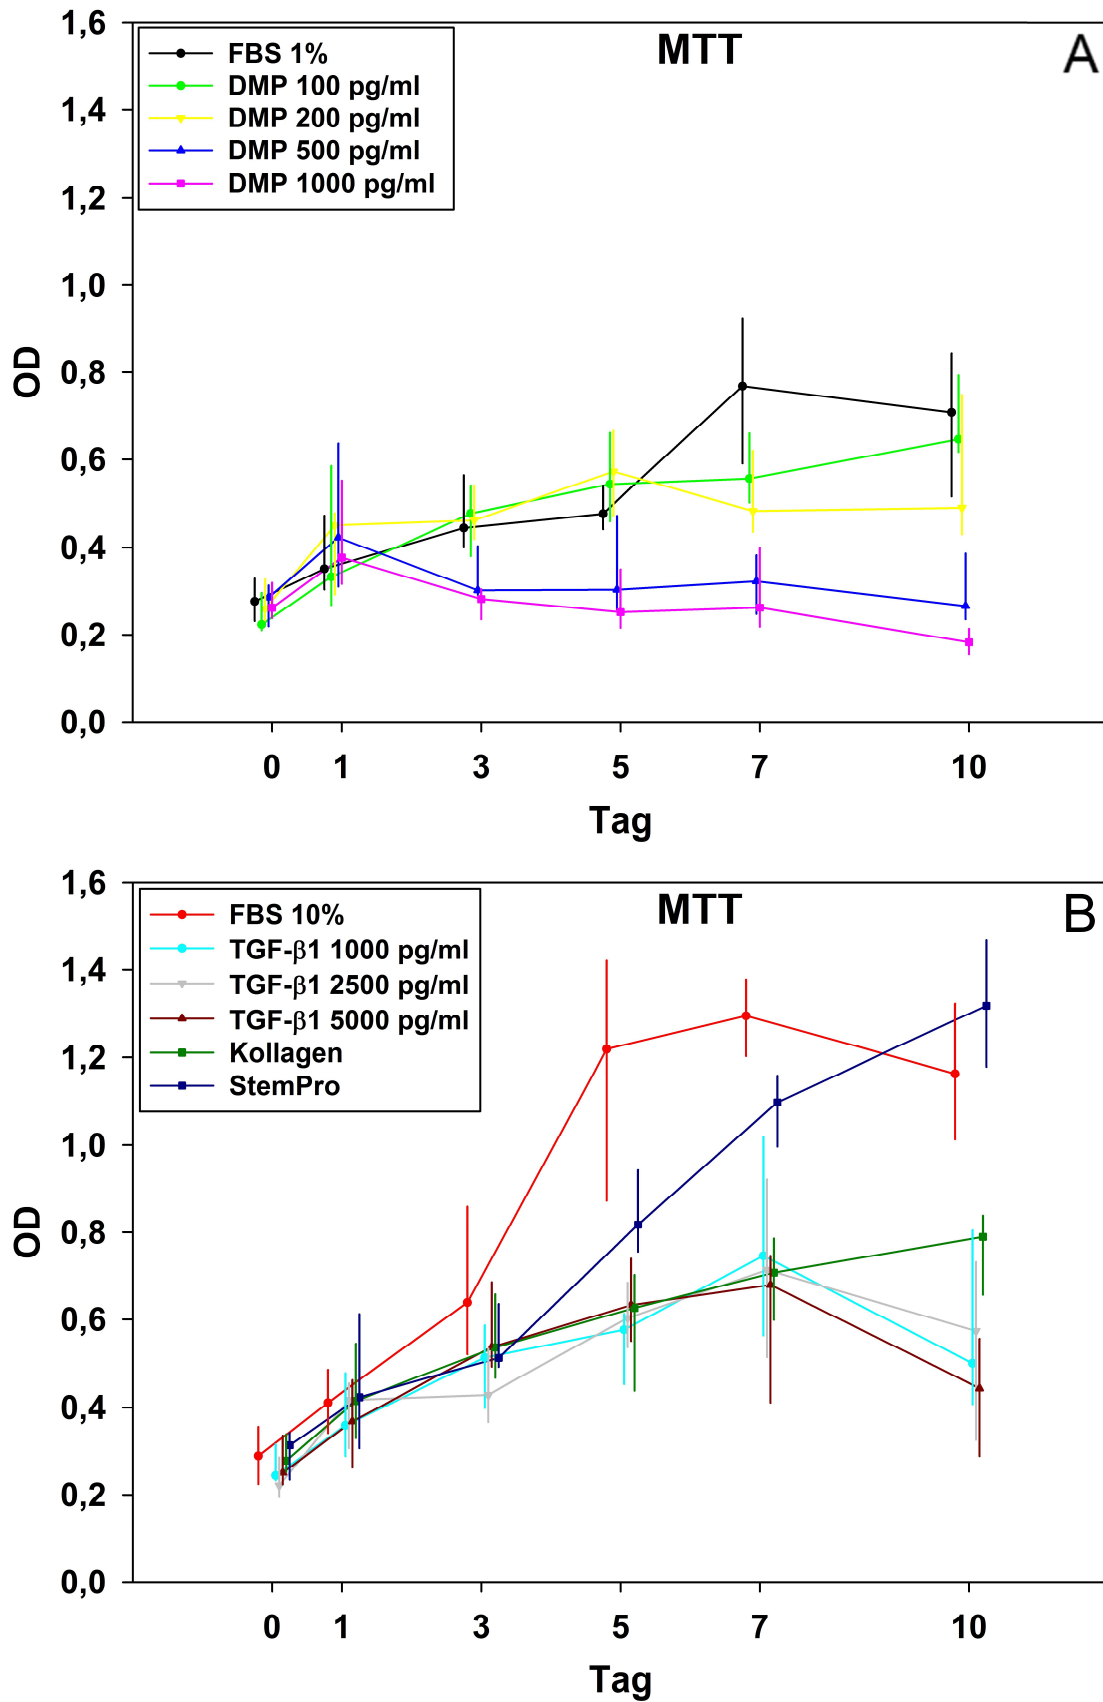 MTT
A
FBS 1%
DMP 100 pg/ml
DMP 200 pg/ml
DMP 500 pg/ml
DMP 1000 pg/ml
1,6
1,4
1,2
1,0
0,8
0,6
0,4
0,2
0,0
OD
0 1 3 5 7 10
Tag
MTT
B
FBS 10%
TGF-β1 1000 pg/ml
TGF-β1 2500 pg/ml
TGF-β1 5000 pg/ml
Kollagen
StemPro
1,6
1,4
1,2
1,0
0,8
0,6
0,4
0,2
0,0
OD
0 1 3 5 7 10
Tag